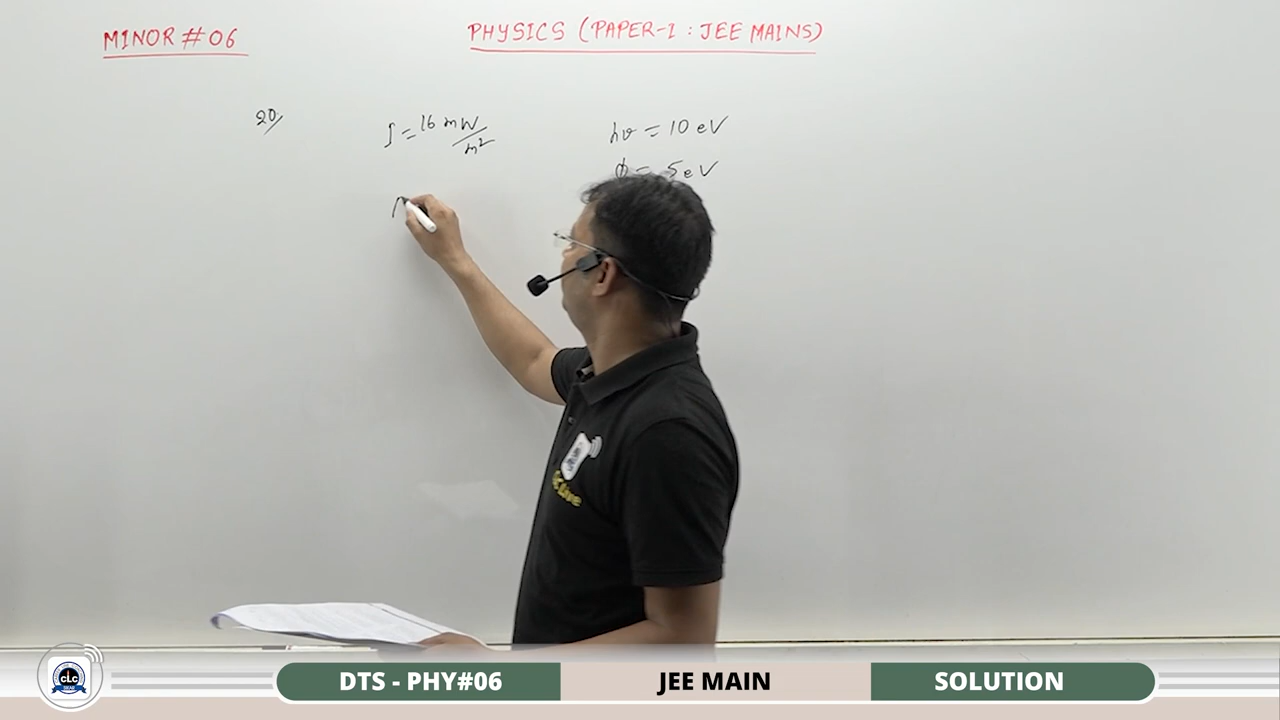 MINOR # 06
PHYSICS (PAPER-1 : JEE MAINS)
20/
I = 16 mW/m²
hν = 10 eV
ϕ = 5 eV
CLC
DTS - PHY#06
JEE MAIN
SOLUTION